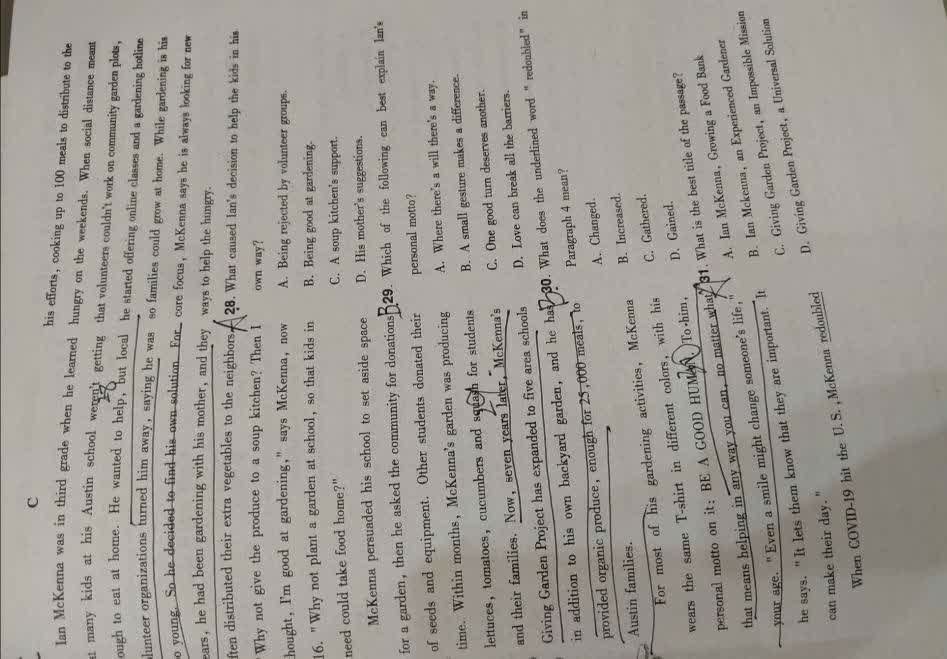 C
Ian McKenna was in third grade when he learned
many kids at his Austin school weren't getting
ough to eat at home. He wanted to help, but local
lunteer organizations turned him away, saying he was
o young. So he decided to find his own solution. For
ears, he had been gardening with his mother, and they
ften distributed their extra vegetables to the neighbors.
Why not give the produce to a soup kitchen? Then I
hought, I'm good at gardening," says McKenna, now
16. "Why not plant a garden at school, so that kids in
need could take food home?"
McKenna persuaded his school to set aside space
for a garden, then he asked the community for donations
of seeds and equipment. Other students donated their
time. Within months, McKenna's garden was producing
lettuces, tomatoes, cucumbers and squash for students
and their families. Now, seven years later, McKenna's
Giving Garden Project has expanded to five area schools
in addition to his own backyard garden, and he has
provided organic produce, enough for 25,000 meals, to
Austin families.
For most of his gardening activities, McKenna
wears the same T-shirt in different colors, with his
personal motto on it: BE A GOOD HUMAN. To him,
that means helping in any way you can, no matter what
your age. "Even a smile might change someone's life,"
he says. "It lets them know that they are important. It
can make their day."
When COVID-19 hit the U.S., McKenna redoubled
his efforts, cooking up to 100 meals to distribute to the
hungry on the weekends. When social distance meant
that volunteers couldn't work on community garden plots,
he started offering online classes and a gardening hotline
so families could grow at home. While gardening is his
core focus, McKenna says he is always looking for new
ways to help the hungry.
A 28. What caused Ian's decision to help the kids in his
own way?
A. Being rejected by volunteer groups.
B. Being good at gardening.
C. A soup kitchen's support.
D. His mother's suggestions.
B 29. Which of the following can best explain Ian's
personal motto?
A. Where there's a will there's a way.
B. A small gesture makes a difference.
C. One good turn deserves another.
D. Love can break all the barriers.
B 30. What does the underlined word "redoubled" in
Paragraph 4 mean?
A. Changed.
B. Increased.
C. Gathered.
D. Gained.
A 31. What is the best title of the passage?
A. Ian McKenna, Growing a Food Bank
B. Ian Mckenna, an Experienced Gardener
C. Giving Garden Project, an Impossible Mission
D. Giving Garden Project, a Universal Solution